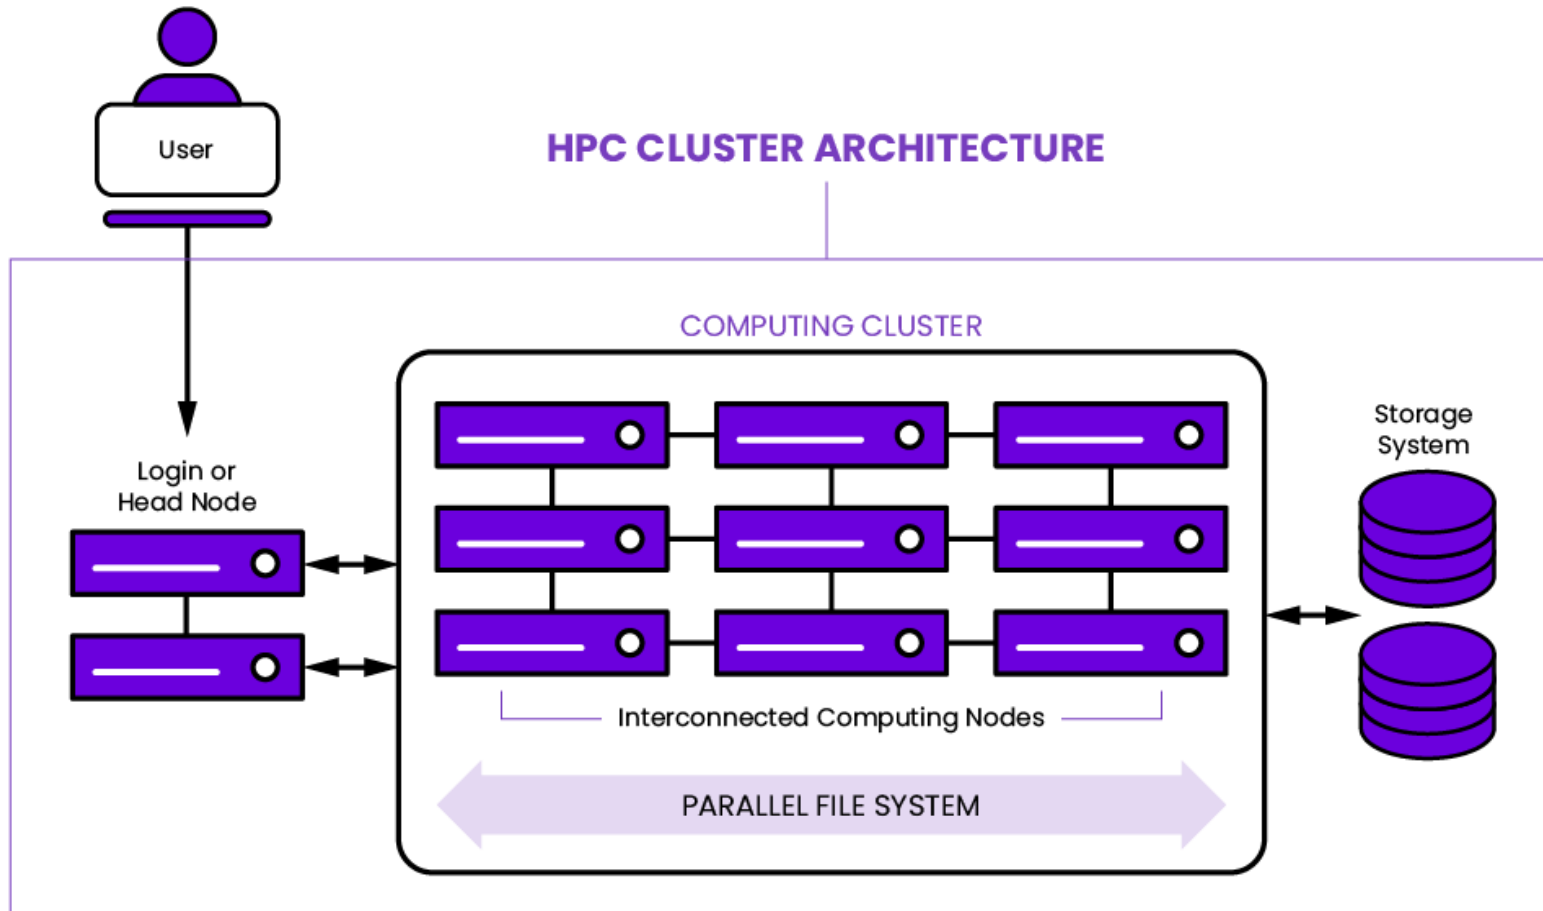 User
HPC CLUSTER ARCHITECTURE
COMPUTING CLUSTER
Login or
Head Node
Storage
System
Interconnected Computing Nodes
PARALLEL FILE SYSTEM